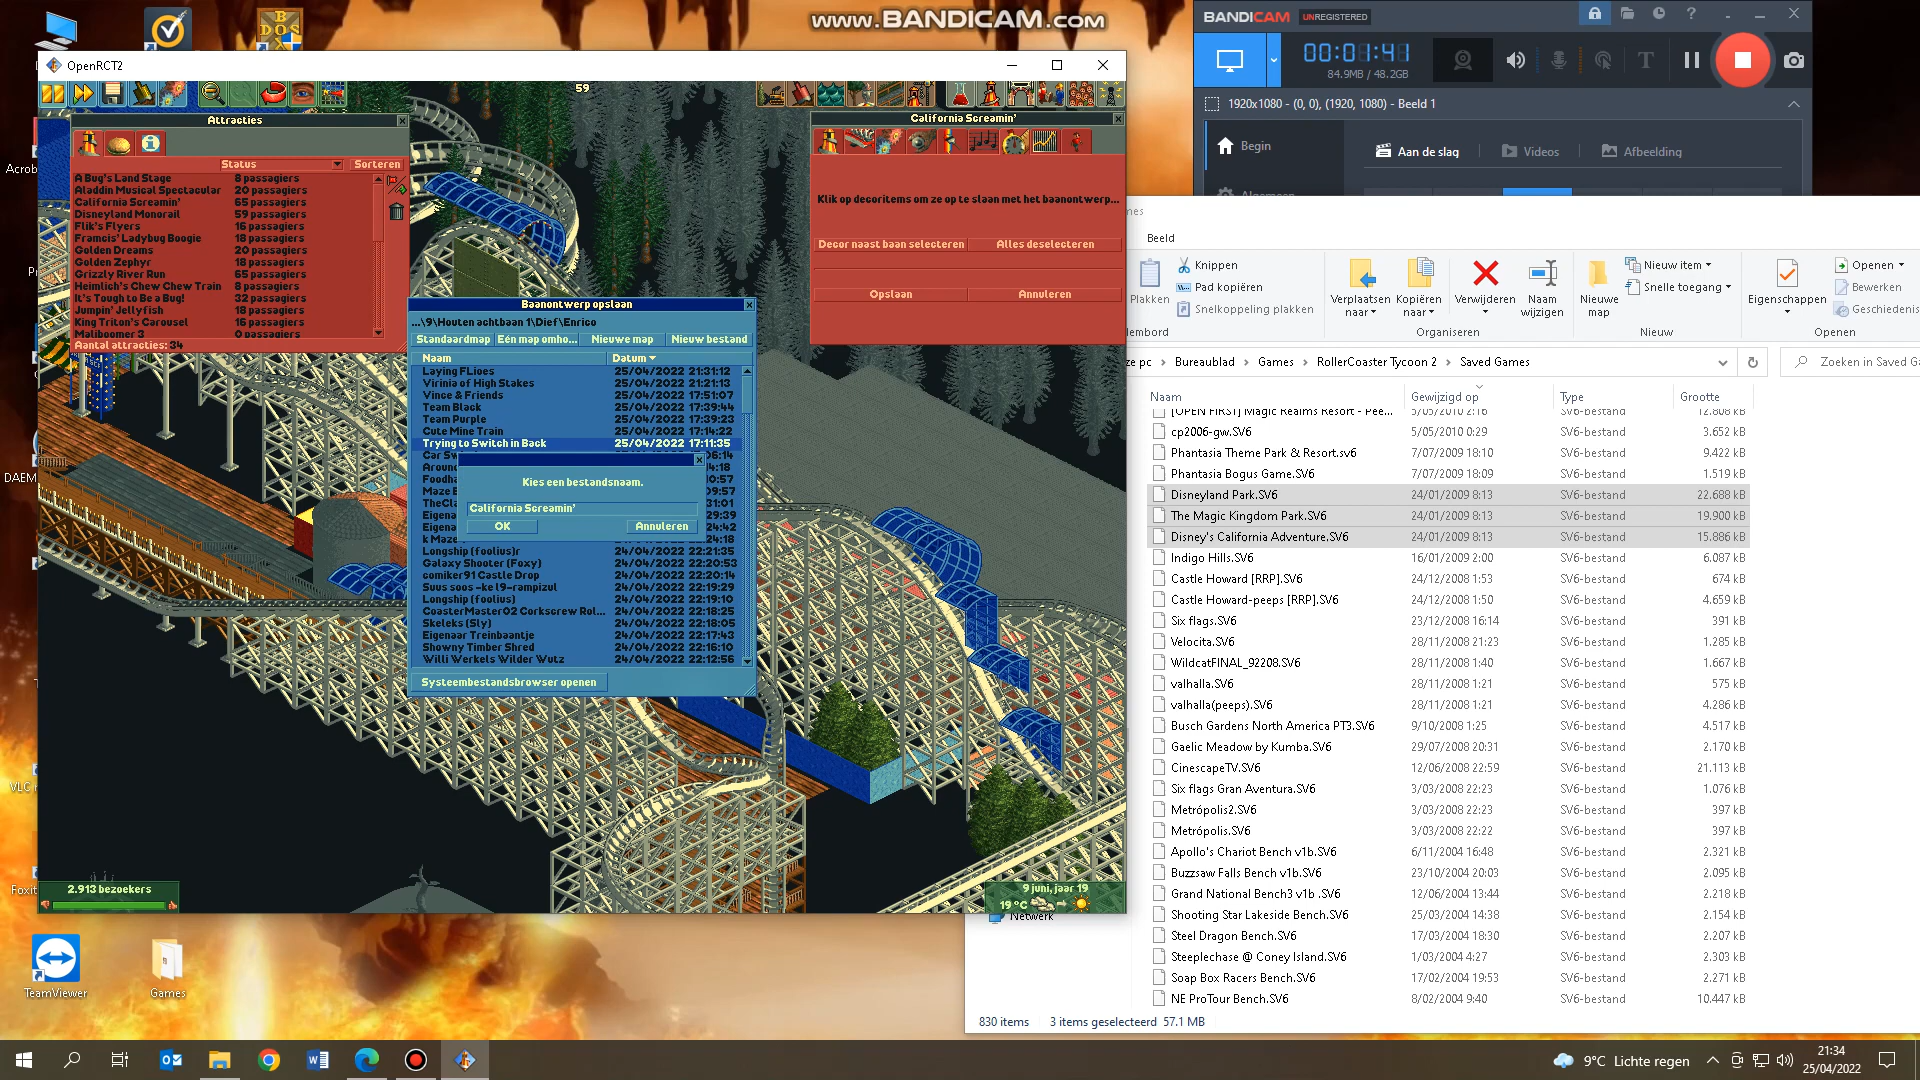 www.BANDICAM.com
BANDICAM UNREGISTERED
00:01:41
84.9MB / 48.2GB
1920x1080 - (0, 0), (1920, 1080) - Beeld 1
Begin
Aan de slag
Videos
Afbeelding
OpenRCT2
59
Attracties
Status
Sorteren
A Bug's Land Stage 8 passagiers
Aladdin Musical Spectacular 20 passagiers
California Screamin' 65 passagiers
Disneyland Monorail 59 passagiers
Flik's Flyers 16 passagiers
Francis' Ladybug Boogie 18 passagiers
Golden Dreams 20 passagiers
Golden Zephyr 18 passagiers
Grizzly River Run 65 passagiers
Heimlich's Chew Chew Train 8 passagiers
It's Tough to Be a Bug! 32 passagiers
Jumpin' Jellyfish 18 passagiers
King Triton's Carousel 16 passagiers
Maliboomer 3 0 passagiers
Aantal attracties: 34
California Screamin'
Klik op decoritems om ze op te slaan met het baanontwerp...
Decor naast baan selecteren
Alles deselecteren
Opslaan
Annuleren
Baanontwerp opslaan
...\9\Houten achtbaan 1\Dief\Enrico
Standaardmap
Eén map omho...
Nieuwe map
Nieuw bestand
Naam
Datum
Laying FLioes 25/04/2022 21:31:12
Virinia of High Stakes 25/04/2022 21:21:13
Vince & Friends 25/04/2022 17:51:07
Team Black 25/04/2022 17:39:44
Team Purple 25/04/2022 17:39:23
Cute Mine Train 25/04/2022 17:14:22
Trying to Switch in Back 25/04/2022 17:11:35
Kies een bestandsnaam.
California Screamin'
OK
Annuleren
Longship (foolius)r 24/04/2022 22:21:35
Galaxy Shooter (Foxy) 24/04/2022 22:20:53
comiker91 Castle Drop 24/04/2022 22:20:14
Suus soos -ke l9-rampizul 24/04/2022 22:19:29
Longship (foolius) 24/04/2022 22:19:10
CoasterMaster02 Corkscrew Rol... 24/04/2022 22:18:25
Skeleks (Sly) 24/04/2022 22:18:05
Eigenaar Treinbaantje 24/04/2022 22:17:43
Showny Timber Shred 24/04/2022 22:16:10
Willi Werkels Wilder Wutz 24/04/2022 22:12:56
Systeembestandsbrowser openen
2.913 bezoekers
9 juni, jaar 19
19 °C
Beeld
Plakken
Knippen
Pad kopiëren
Snelkoppeling plakken
Verplaatsen naar
Kopiëren naar
Verwijderen
Naam wijzigen
Organiseren
Nieuwe map
Nieuw item
Snelle toegang
Nieuw
Eigenschappen
Openen
Bewerken
Geschiedenis
Openen
Bureaublad
Games
RollerCoaster Tycoon 2
Saved Games
Naam
Gewijzigd op
Type
Grootte
[OPEN FIRST] Magic Realms Resort - Pee... 5/05/2010 2:16 SV6-bestand 12.808 kB
cp2006-gw.SV6 5/05/2010 0:29 SV6-bestand 3.652 kB
Phantasia Theme Park & Resort.sv6 7/07/2009 18:10 SV6-bestand 9.422 kB
Phantasia Bogus Game.SV6 7/07/2009 18:09 SV6-bestand 1.519 kB
Disneyland Park.SV6 24/01/2009 8:13 SV6-bestand 22.688 kB
The Magic Kingdom Park.SV6 24/01/2009 8:13 SV6-bestand 19.900 kB
Disney's California Adventure.SV6 24/01/2009 8:13 SV6-bestand 15.886 kB
Indigo Hills.SV6 16/01/2009 2:00 SV6-bestand 6.087 kB
Castle Howard [RRP].SV6 24/12/2008 1:53 SV6-bestand 674 kB
Castle Howard-peeps [RRP].SV6 24/12/2008 1:50 SV6-bestand 4.659 kB
Six flags.SV6 23/12/2008 16:14 SV6-bestand 391 kB
Velocita.SV6 28/11/2008 21:23 SV6-bestand 1.285 kB
WildcatFINAL_92208.SV6 28/11/2008 1:40 SV6-bestand 1.667 kB
valhalla.SV6 28/11/2008 1:21 SV6-bestand 575 kB
valhalla(peeps).SV6 28/11/2008 1:21 SV6-bestand 4.286 kB
Busch Gardens North America PT3.SV6 9/10/2008 1:25 SV6-bestand 4.517 kB
Gaelic Meadow by Kumba.SV6 29/07/2008 20:31 SV6-bestand 2.170 kB
CinescapeTV.SV6 12/06/2008 22:59 SV6-bestand 21.113 kB
Six flags Gran Aventura.SV6 3/03/2008 22:23 SV6-bestand 1.076 kB
Metrópolis2.SV6 3/03/2008 22:23 SV6-bestand 397 kB
Metrópolis.SV6 3/03/2008 22:22 SV6-bestand 397 kB
Apollo's Chariot Bench v1b.SV6 6/11/2004 16:48 SV6-bestand 2.321 kB
Buzzsaw Falls Bench v1b.SV6 23/10/2004 20:03 SV6-bestand 2.095 kB
Grand National Bench3 v1b .SV6 12/06/2004 13:44 SV6-bestand 2.218 kB
Shooting Star Lakeside Bench.SV6 25/03/2004 14:38 SV6-bestand 2.154 kB
Steel Dragon Bench.SV6 17/03/2004 18:30 SV6-bestand 2.207 kB
Steeplechase @ Coney Island.SV6 1/03/2004 4:27 SV6-bestand 2.303 kB
Soap Box Racers Bench.SV6 17/02/2004 19:53 SV6-bestand 2.271 kB
NE ProTour Bench.SV6 8/02/2004 9:40 SV6-bestand 10.447 kB
Netwerk
830 items
3 items geselecteerd 57.1 MB
TeamViewer
Games
9°C Lichte regen
21:34
25/04/2022